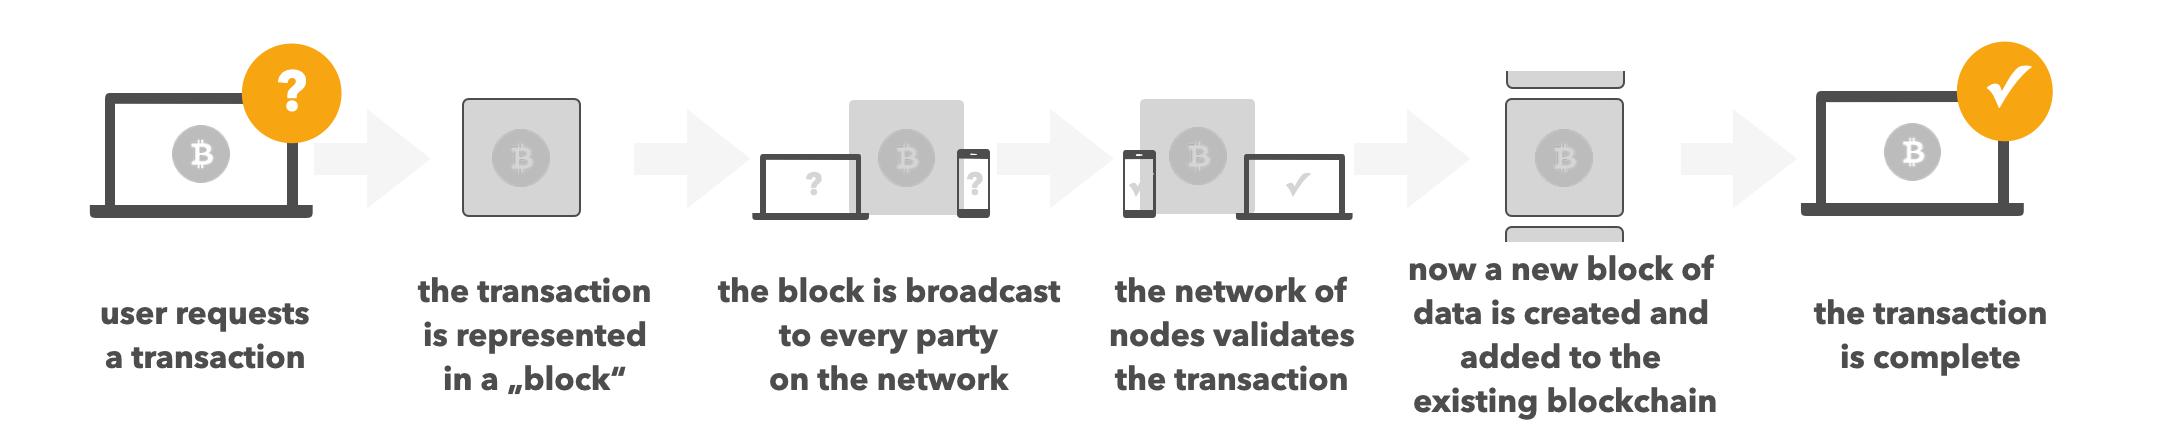 ?
?
?
user requests
a transaction
the transaction
is represented
in a „block“
the block is broadcast
to every party
on the network
the network of
nodes validates
the transaction
now a new block of
data is created and
added to the
existing blockchain
the transaction
is complete